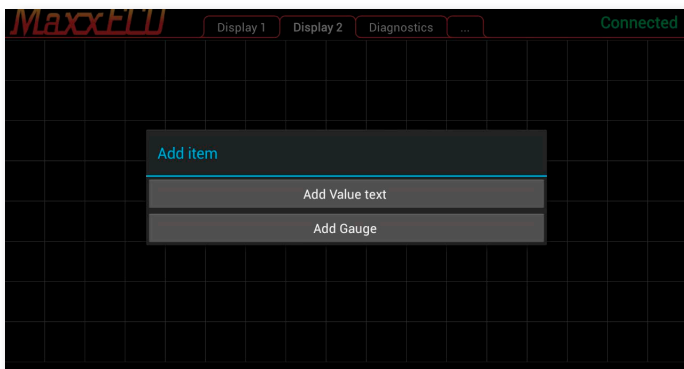 MaxxECU
Display 1
Display 2
Diagnostics
...
Connected
Add item
Add Value text
Add Gauge